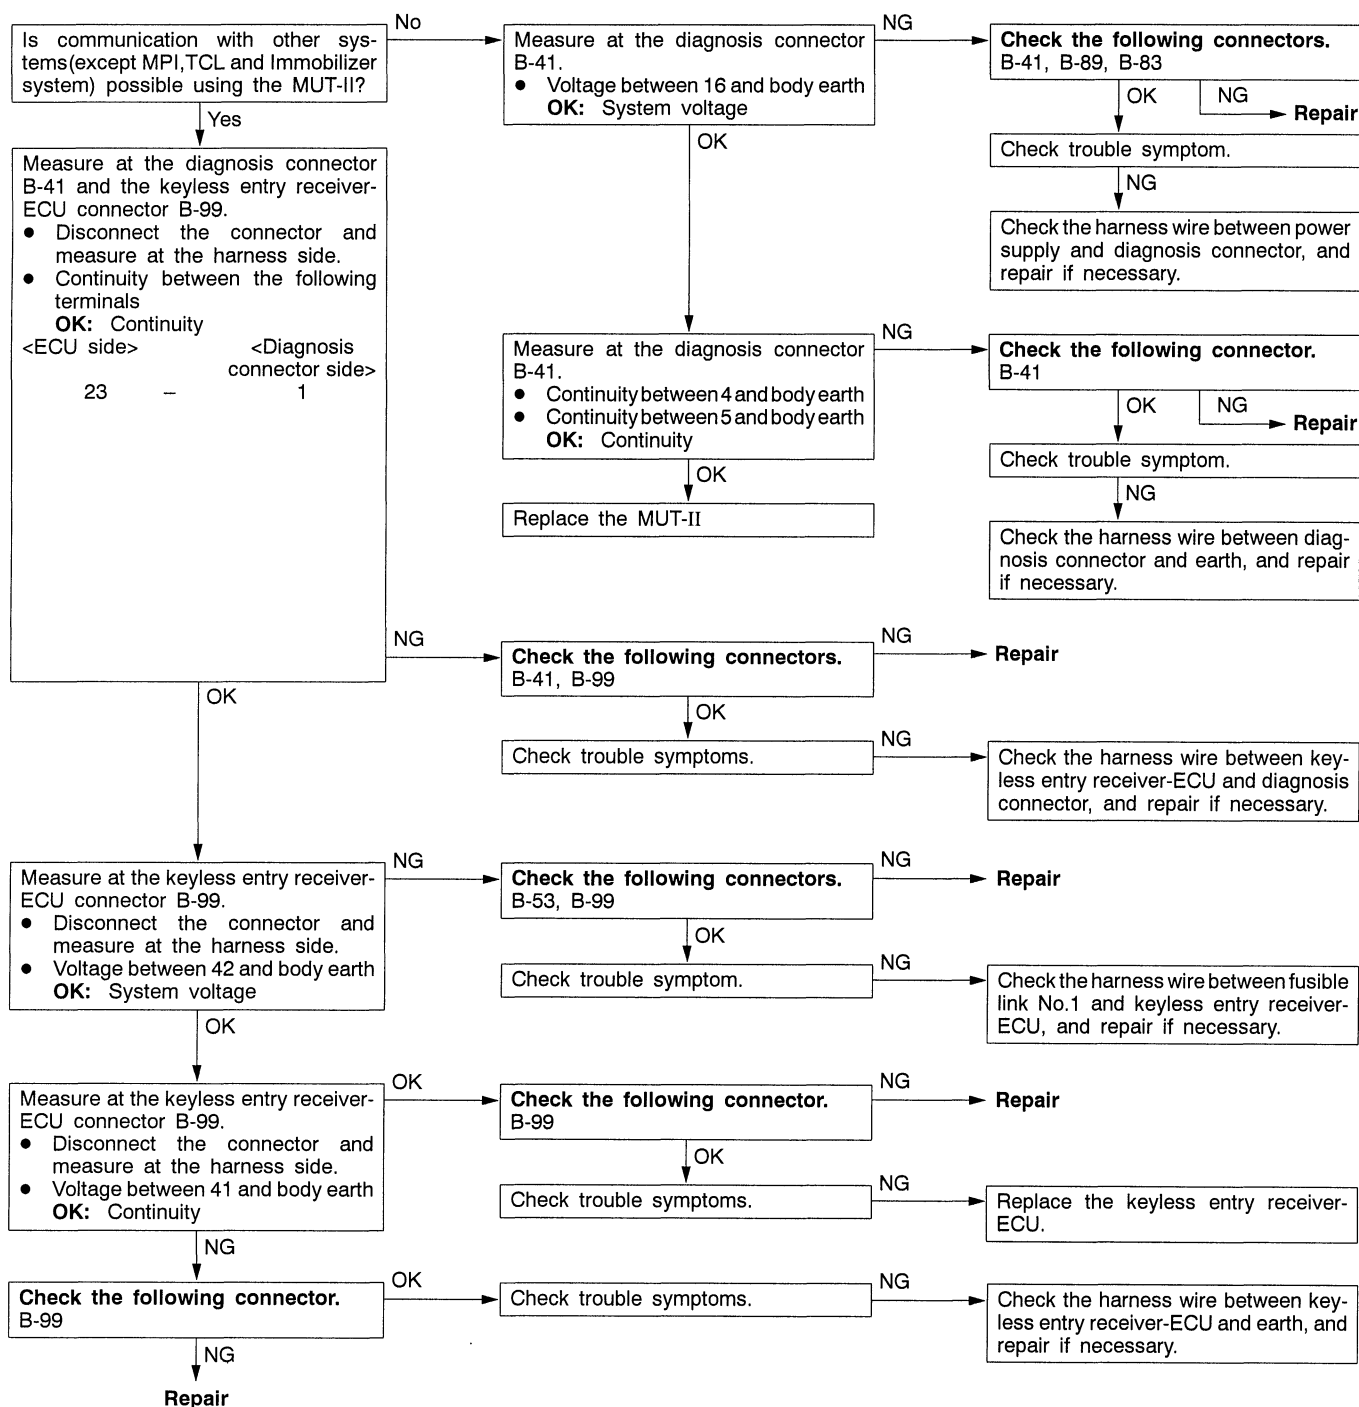 Is communication with other sys-
tems(except MPI,TCL and Immobilizer
system) possible using the MUT-II?
No
Yes
Measure at the diagnosis connector
B-41.
● Voltage between 16 and body earth
OK: System voltage
NG
OK
Check the following connectors.
B-41, B-89, B-83
OK
NG
Repair
Check trouble symptom.
NG
Check the harness wire between power
supply and diagnosis connector, and
repair if necessary.
Measure at the diagnosis connector
B-41 and the keyless entry receiver-
ECU connector B-99.
● Disconnect the connector and
measure at the harness side.
● Continuity between the following
terminals
OK: Continuity
<ECU side> <Diagnosis
connector side>
23 – 1
Measure at the diagnosis connector
B-41.
● Continuity between 4 and body earth
● Continuity between 5 and body earth
OK: Continuity
NG
OK
Replace the MUT-II
Check the following connector.
B-41
OK
NG
Repair
Check trouble symptom.
NG
Check the harness wire between diag-
nosis connector and earth, and repair
if necessary.
NG
OK
Check the following connectors.
B-41, B-99
NG
Repair
OK
Check trouble symptoms.
NG
Check the harness wire between key-
less entry receiver-ECU and diagnosis
connector, and repair if necessary.
Measure at the keyless entry receiver-
ECU connector B-99.
● Disconnect the connector and
measure at the harness side.
● Voltage between 42 and body earth
OK: System voltage
NG
OK
Check the following connectors.
B-53, B-99
NG
Repair
OK
Check trouble symptom.
NG
Check the harness wire between fusible
link No.1 and keyless entry receiver-
ECU, and repair if necessary.
Measure at the keyless entry receiver-
ECU connector B-99.
● Disconnect the connector and
measure at the harness side.
● Voltage between 41 and body earth
OK: Continuity
OK
NG
Check the following connector.
B-99
NG
Repair
OK
Check trouble symptoms.
NG
Replace the keyless entry receiver-
ECU.
Check the following connector.
B-99
OK
NG
Repair
Check trouble symptoms.
NG
Check the harness wire between key-
less entry receiver-ECU and earth, and
repair if necessary.